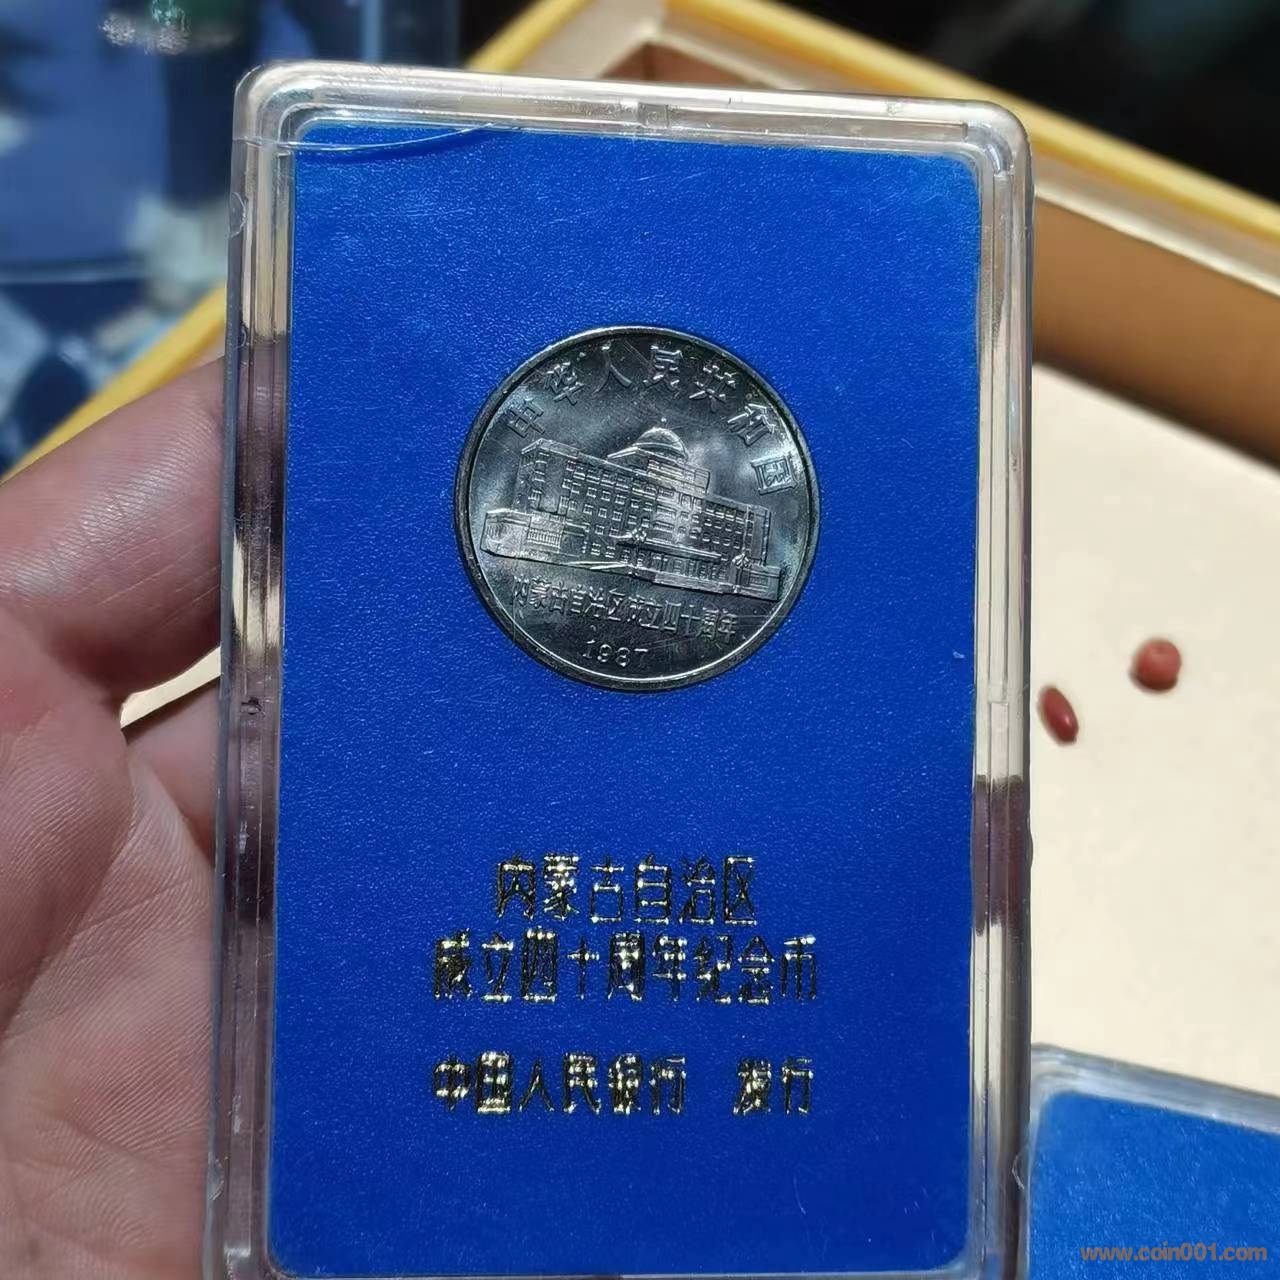 中华人民共和国
内蒙古自治区成立四十周年
1987
内蒙古自治区
成立四十周年纪念币
中国人民银行 发行
www.coin001.com